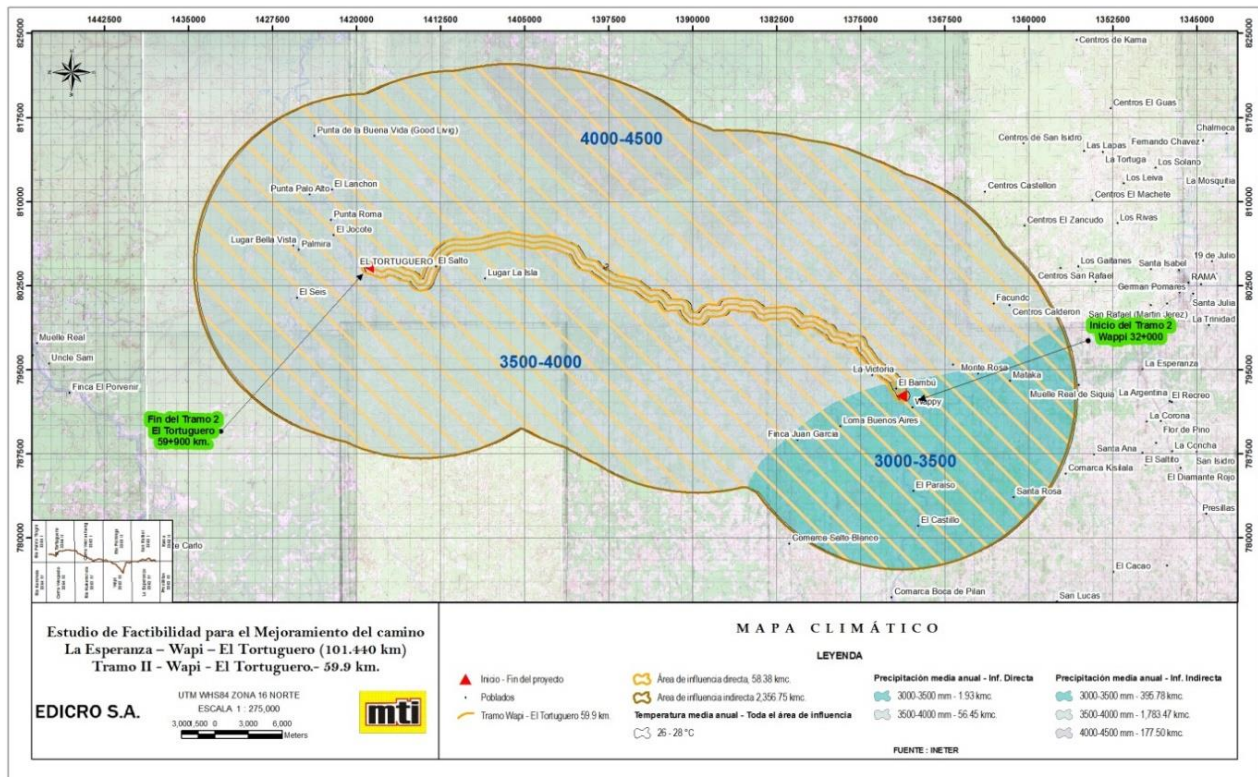 1442500 1435000 1427500 1420000 1412500 1405000 1397500 1390000 1382500 1375000 1367500 1360000 1352500 1345000
825000 825000
Centros de Kama
817500 817500
Centros El Guas
Chalmeca
Punta de la Buena Vida (Good Livig)
4000-4500
Centros de San Isidro
Fernando Chavez
Las Lapas
La Tortuga
Los Solano
Los Leiva
La Mosquitia
El Lanchon
Punta Palo Alto
Centros Castellon
Centros El Machete
810000 810000
Punta Roma
Centros El Zancudo
Los Rivas
El Jocote
Lugar Bella Vista
Palmira
EL TORTUGUERO
El Salto
Lugar La Isla
Los Gaitanes
Santa Isabel
19 de Julio
Centros San Rafael
RAMA
802500 802500
El Seis
German Pomares
Facundo
Centros Calderon
San Rafael (Martin Jerez)
Santa Julia
La Trinidad
Muelle Real
Uncle Sam
Inicio del Tramo 2
Wappi 32+000
3500-4000
795000 795000
La Victoria
Monte Rosa
Mataka
La Esperanza
Finca El Porvenir
El Bambú
Wappy
Muelle Real de Siquia
La Argentina
El Recreo
Fin del Tramo 2
El Tortuguero
59+900 km.
Loma Buenos Aires
Finca Juan Garcia
La Corona
Flor de Pino
787500 787500
3000-3500
Santa Ana
La Concha
El Saltito
San Isidro
Comarca Kisilala
El Diamante Rojo
El Paraiso
Santa Rosa
Presillas
El Castillo
780000 780000
Comarca Salto Blanco
te Carlo
El Cacao
Comarca Boca de Pilan
San Lucas
Estudio de Factibilidad para el Mejoramiento del camino
La Esperanza – Wapi – El Tortuguero (101.440 km)
Tramo II - Wapi - El Tortuguero.- 59.9 km.
UTM WHS84 ZONA 16 NORTE
ESCALA 1 : 275,000
EDICRO S.A.
3,000 1,500 0 3,000 6,000
Meters
mti
MAPA CLIMÁTICO
LEYENDA
Inicio - Fin del proyecto
Poblados
Tramo Wapi - El Tortuguero 59.9 km.
Área de influencia directa, 58.38 kmc.
Área de influencia indirecta 2,356.75 kmc.
Temperatura media anual - Toda el área de influencia
26 - 28 °C
Precipitación media anual - Inf. Directa
3000-3500 mm - 1.93 kmc.
3500-4000 mm - 56.45 kmc.
Precipitación media anual - Inf. Indirecta
3000-3500 mm - 395.78 kmc.
3500-4000 mm - 1,783.47 kmc.
4000-4500 mm - 177.50 kmc.
FUENTE : INETER